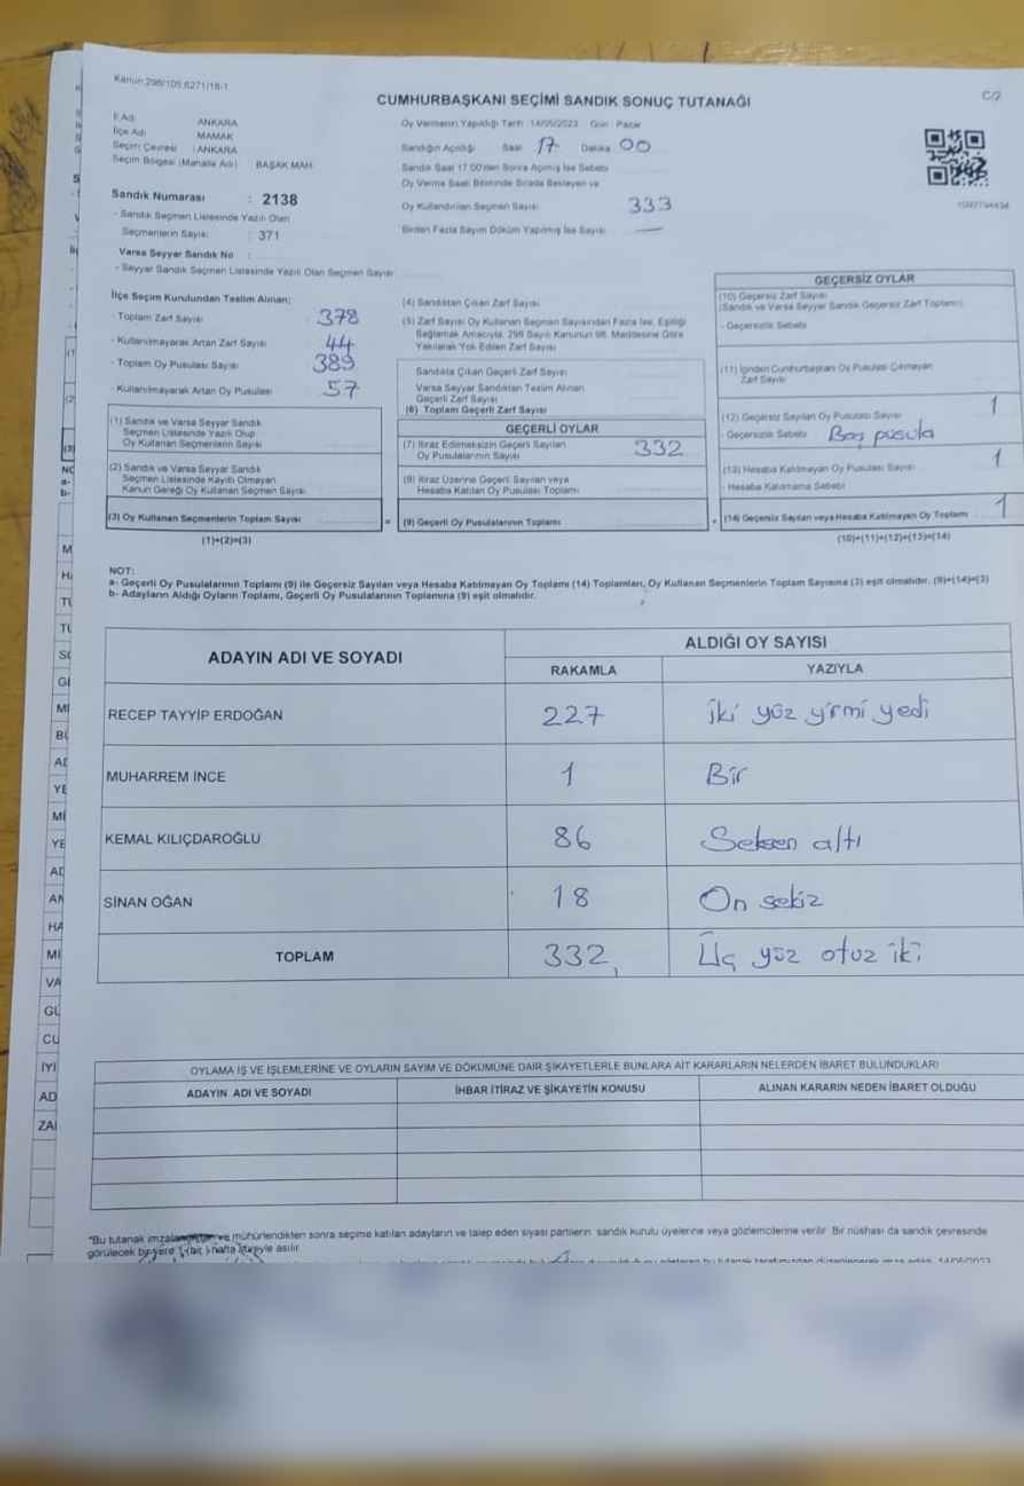 Kanun 298/105,6271/18-1
C/2
CUMHURBAŞKANI SEÇİMİ SANDIK SONUÇ TUTANAĞI
İl Adı ANKARA
İlçe Adı MAMAK
Seçim Çevresi : ANKARA
Seçim Bölgesi (Mahalle Adı) BAŞAK MAH.
Sandık Numarası : 2138
- Sandık Seçmen Listesinde Yazılı Olan
Seçmenlerin Sayısı : 371
Varsa Seyyar Sandık No :
- Seyyar Sandık Seçmen Listesinde Yazılı Olan Seçmen Sayısı
Oy Vermenin Yapıldığı Tarih : 14/05/2023 Gün : Pazar
Sandığın Açıldığı Saat 17 Dakika 00
Sandık Saat 17.00'den Sonra Açılmış İse Sebebi
Oy Verme Saati Bitiminde Sırada Bekleyen ve
Oy Kullandırılan Seçmen Sayısı 333
Birden Fazla Sayım Döküm Yapılmış İse Sayısı —
İlçe Seçim Kurulundan Teslim Alınan:
- Toplam Zarf Sayısı 378
- Kullanılmayarak Artan Zarf Sayısı 44
- Toplam Oy Pusulası Sayısı 389
- Kullanılmayarak Artan Oy Pusulası 57
(1) Sandık ve Varsa Seyyar Sandık
Seçmen Listesinde Yazılı Olup
Oy Kullanan Seçmenlerin Sayısı
(2) Sandık ve Varsa Seyyar Sandık
Seçmen Listesinde Kayıtlı Olmayan
Kanun Gereği Oy Kullanan Seçmen Sayısı
(3) Oy Kullanan Seçmenlerin Toplam Sayısı
(1)+(2)=(3)
(4) Sandıktan Çıkan Zarf Sayısı
(5) Zarf Sayısı Oy Kullanan Seçmen Sayısından Fazla İse, Eşitliği
Sağlamak Amacıyla, 298 Sayılı Kanunun 98. Maddesine Göre
Yakılarak Yok Edilen Zarf Sayısı
Sandıkta Çıkan Geçerli Zarf Sayısı
Varsa Seyyar Sandıktan Teslim Alınan
Geçerli Zarf Sayısı
(6) Toplam Geçerli Zarf Sayısı
GEÇERLİ OYLAR
(7) İtiraz Edilmeksizin Geçerli Sayılan
Oy Pusulalarının Sayısı 332
(8) İtiraz Üzerine Geçerli Sayılan veya
Hesaba Katılan Oy Pusulası Toplamı
(9) Geçerli Oy Pusulalarının Toplamı
GEÇERSİZ OYLAR
(10) Geçersiz Zarf Sayısı
(Sandık ve Varsa Seyyar Sandık Geçersiz Zarf Toplamı)
- Geçersizlik Sebebi
(11) İçinden Cumhurbaşkanı Oy Pusulası Çıkmayan
Zarf Sayısı
1
(12) Geçersiz Sayılan Oy Pusulası Sayısı
- Geçersizlik Sebebi Boş pusula
(13) Hesaba Katılmayan Oy Pusulası Sayısı 1
- Hesaba Katılmama Sebebi
(14) Geçersiz Sayılan veya Hesaba Katılmayan Oy Toplamı 1
(10)+(11)+(12)+(13)=(14)
NOT:
a- Geçerli Oy Pusulalarının Toplamı (9) ile Geçersiz Sayılan veya Hesaba Katılmayan Oy Toplamı (14) Toplamları, Oy Kullanan Seçmenlerin Toplam Sayısına (3) eşit olmalıdır. (9)+(14)=(3)
b- Adayların Aldığı Oyların Toplamı, Geçerli Oy Pusulalarının Toplamına (9) eşit olmalıdır.
ADAYIN ADI VE SOYADI ALDIĞI OY SAYISI
RAKAMLA YAZIYLA
RECEP TAYYİP ERDOĞAN 227 iki yüz yirmi yedi
MUHARREM İNCE 1 Bir
KEMAL KILIÇDAROĞLU 86 Seksen altı
SİNAN OĞAN 18 On sekiz
TOPLAM 332 Üç yüz otuz iki
OYLAMA İŞ VE İŞLEMLERİNE VE OYLARIN SAYIM VE DÖKÜMÜNE DAİR ŞİKAYETLERLE BUNLARA AİT KARARLARIN NELERDEN İBARET BULUNDUKLARI
ADAYIN ADI VE SOYADI İHBAR İTİRAZ VE ŞİKAYETİN KONUSU ALINAN KARARIN NEDEN İBARET OLDUĞU
*Bu tutanak imzalandıktan ve mühürlendikten sonra seçime katılan adayların ve talep eden siyasi partilerin sandık kurulu üyelerine veya gözlemcilerine verilir. Bir nüshası da sandık çevresinde
görülecek bir yere 1 (bir) hafta süreyle asılır.